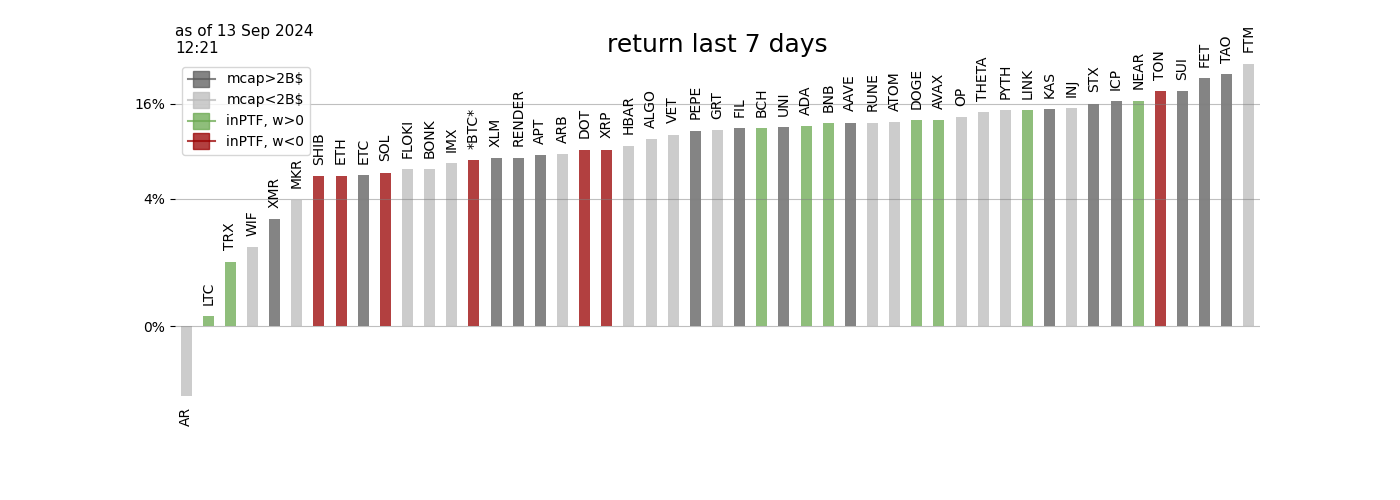 as of 13 Sep 2024
12:21
return last 7 days
mcap>2B$
mcap<2B$
inPTF, w>0
inPTF, w<0
16%
4%
0%
AR
LTC
TRX
WIF
XMR
MKR
SHIB
ETH
ETC
SOL
FLOKI
BONK
IMX
*BTC*
XLM
RENDER
APT
ARB
DOT
XRP
HBAR
ALGO
VET
PEPE
GRT
FIL
BCH
UNI
ADA
BNB
AAVE
RUNE
ATOM
DOGE
AVAX
OP
THETA
PYTH
LINK
KAS
INJ
STX
ICP
NEAR
TON
SUI
FET
TAO
FTM